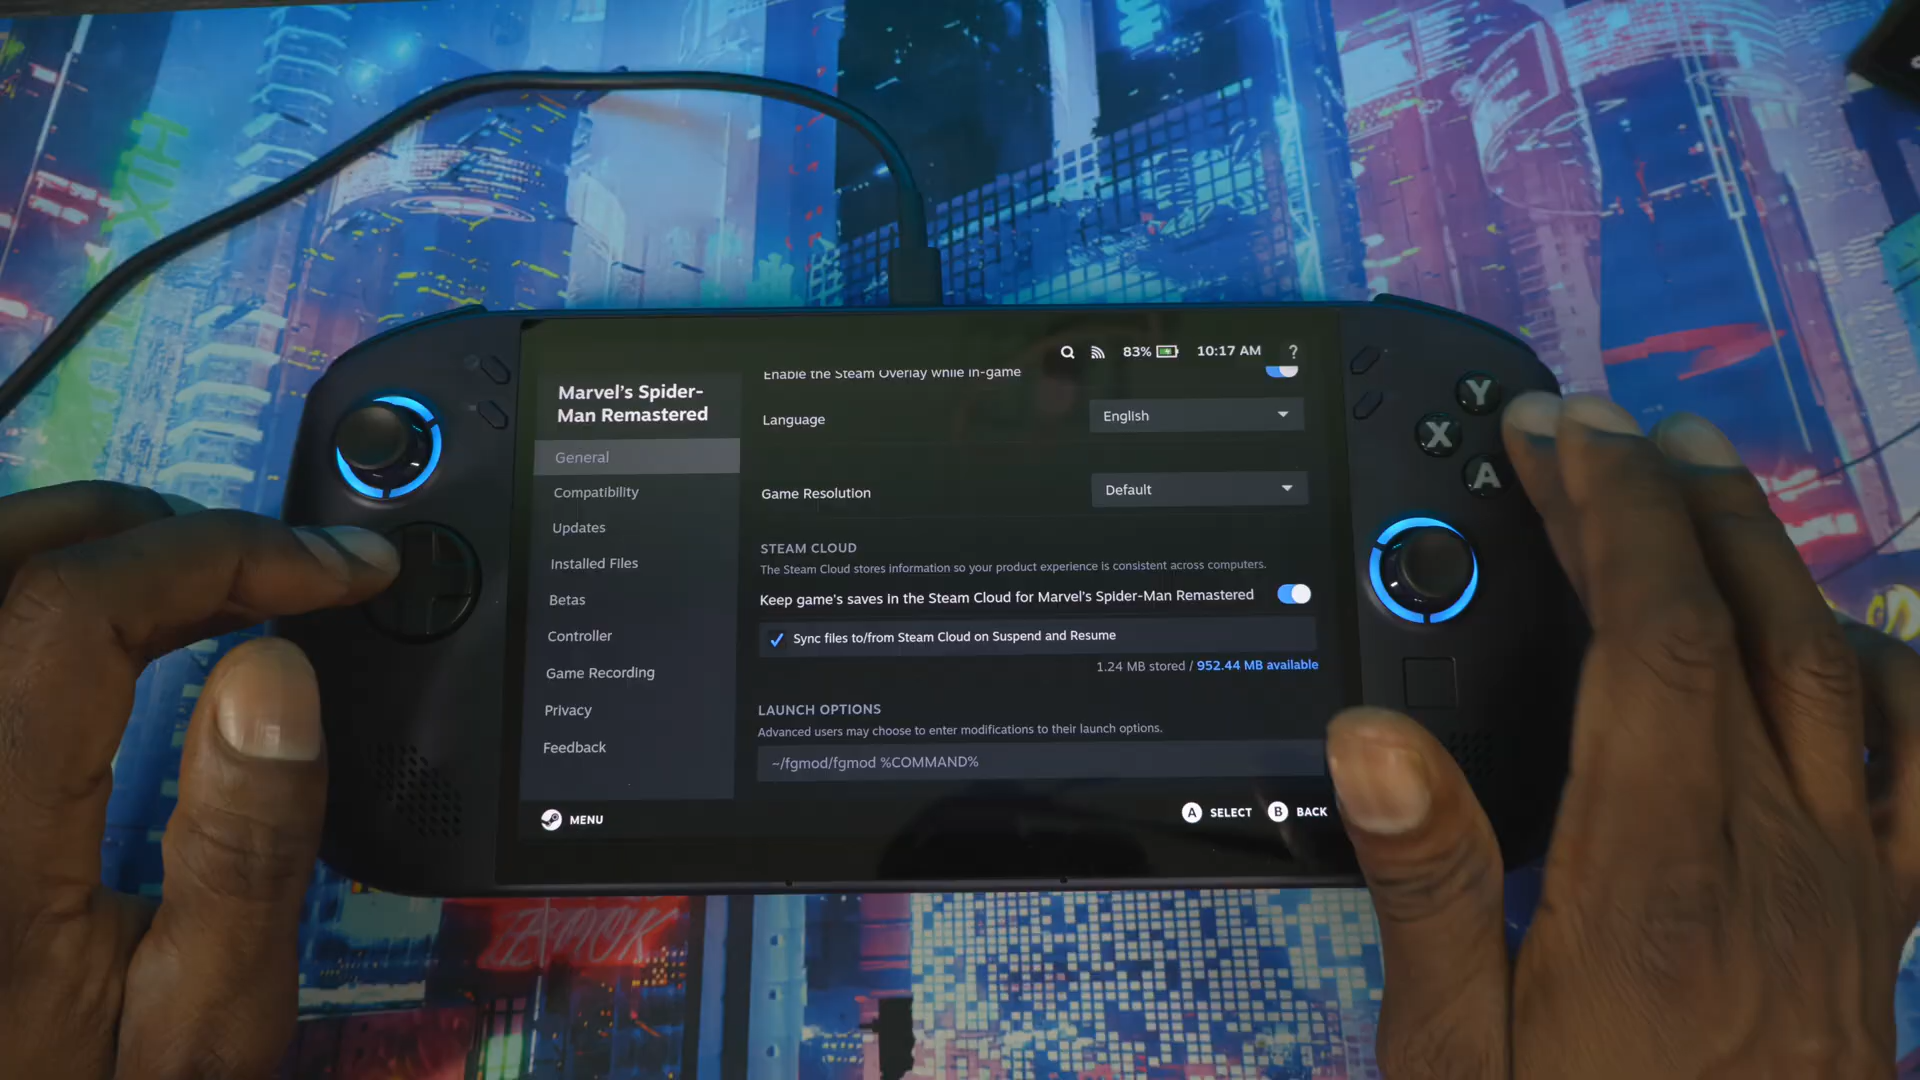 83%
10:17 AM
?
Marvel's Spider-
Man Remastered
General
Compatibility
Updates
Installed Files
Betas
Controller
Game Recording
Privacy
Feedback
Enable the Steam Overlay while in-game
Language
English
Game Resolution
Default
STEAM CLOUD
The Steam Cloud stores information so your product experience is consistent across computers.
Keep game's saves in the Steam Cloud for Marvel's Spider-Man Remastered
Sync files to/from Steam Cloud on Suspend and Resume
1.24 MB stored / 952.44 MB available
LAUNCH OPTIONS
Advanced users may choose to enter modifications to their launch options.
~/fgmod/fgmod %COMMAND%
MENU
A SELECT B BACK
Y
X
A